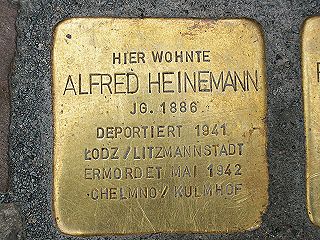 HIER WOHNTE
ALFRED HEINEMANN
JG. 1886
DEPORTIERT 1941
ŁODZ/LITZMANNSTADT
ERMORDET MAI 1942
CHELMNO/KULMHOF